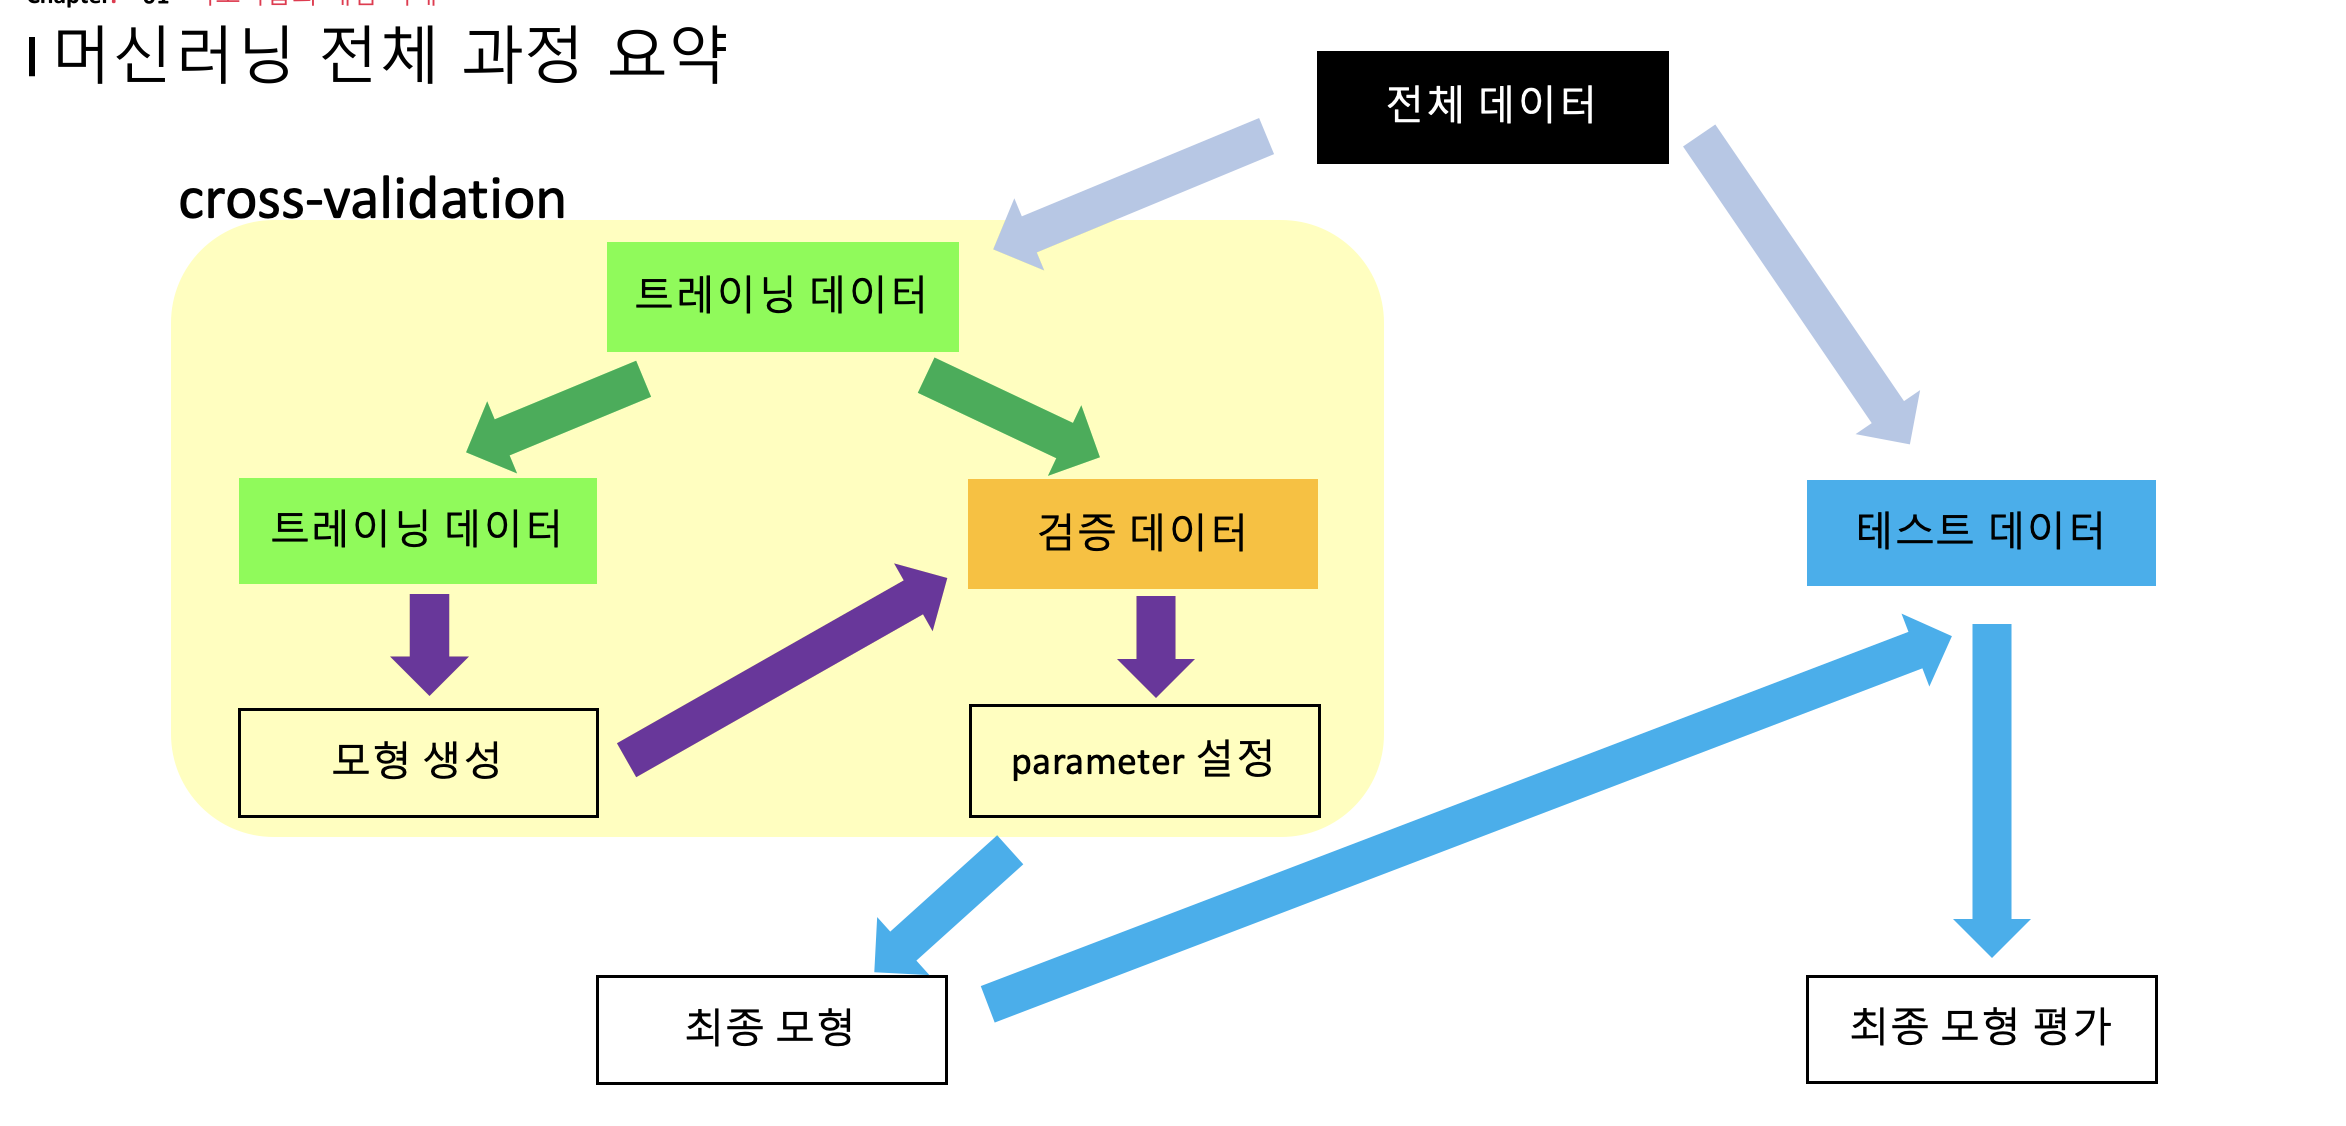 Chapter. 01
머신러닝 전체 과정 요약
전체 데이터
cross-validation
트레이닝 데이터
트레이닝 데이터
검증 데이터
테스트 데이터
모형 생성
parameter 설정
최종 모형
최종 모형 평가